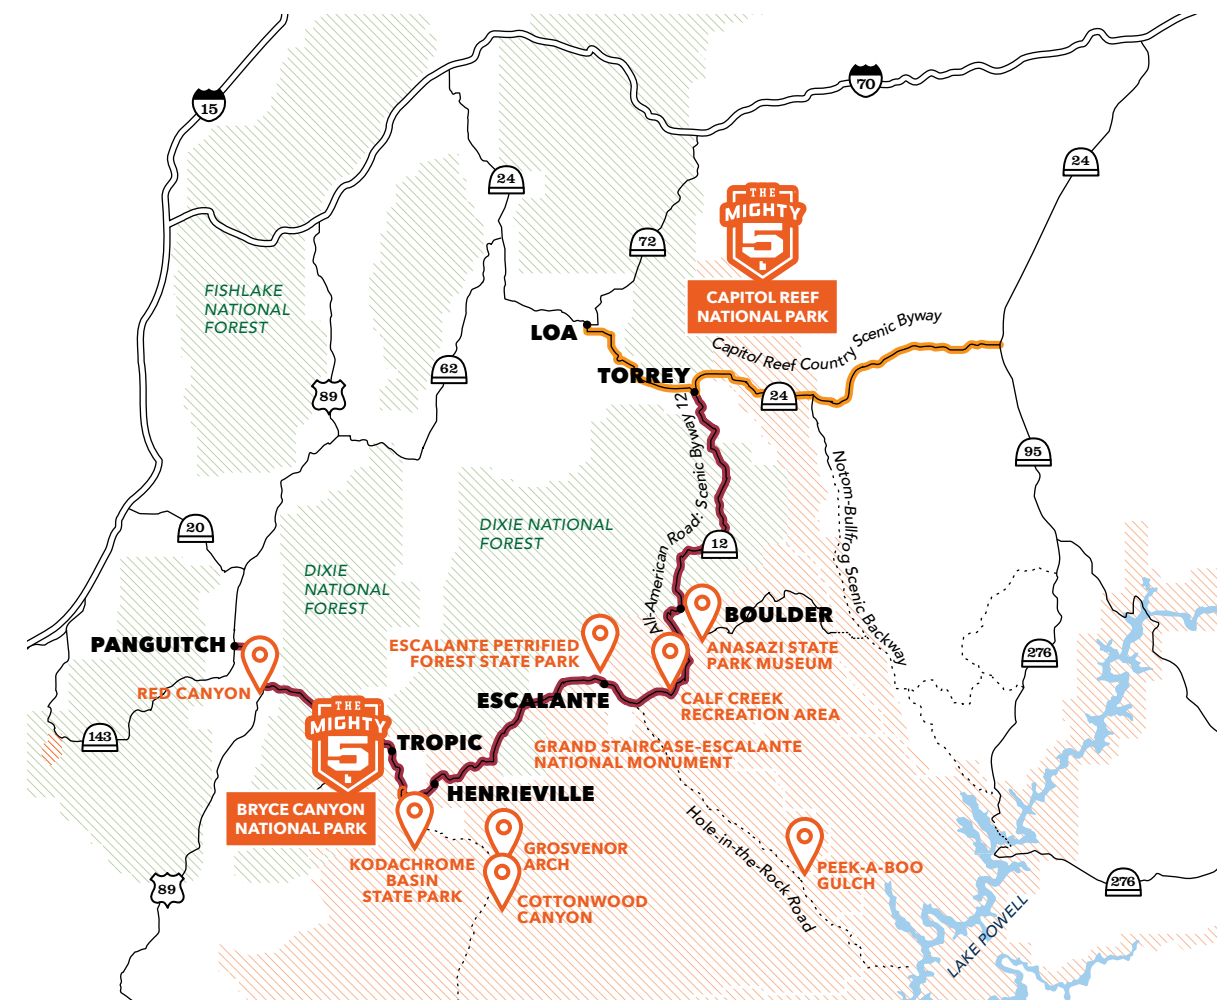 70
15
24
24
THE
MIGHTY
5
72
FISHLAKE
NATIONAL
FOREST
CAPITOL REEF
NATIONAL PARK
LOA
Capitol Reef Country Scenic Byway
62
TORREY
89
24
95
All-American Road: Scenic Byway 12
Notom-Bullfrog Scenic Backway
20
DIXIE NATIONAL
FOREST
12
DIXIE
NATIONAL
FOREST
BOULDER
PANGUITCH
ESCALANTE PETRIFIED
FOREST STATE PARK
ANASAZI STATE
PARK MUSEUM
276
RED CANYON
ESCALANTE
CALF CREEK
RECREATION AREA
THE
MIGHTY
5
143
TROPIC
GRAND STAIRCASE-ESCALANTE
NATIONAL MONUMENT
HENRIEVILLE
BRYCE CANYON
NATIONAL PARK
Hole-in-the-Rock Road
GROSVENOR
ARCH
KODACHROME
BASIN
STATE PARK
PEEK-A-BOO
GULCH
276
89
COTTONWOOD
CANYON
LAKE POWELL